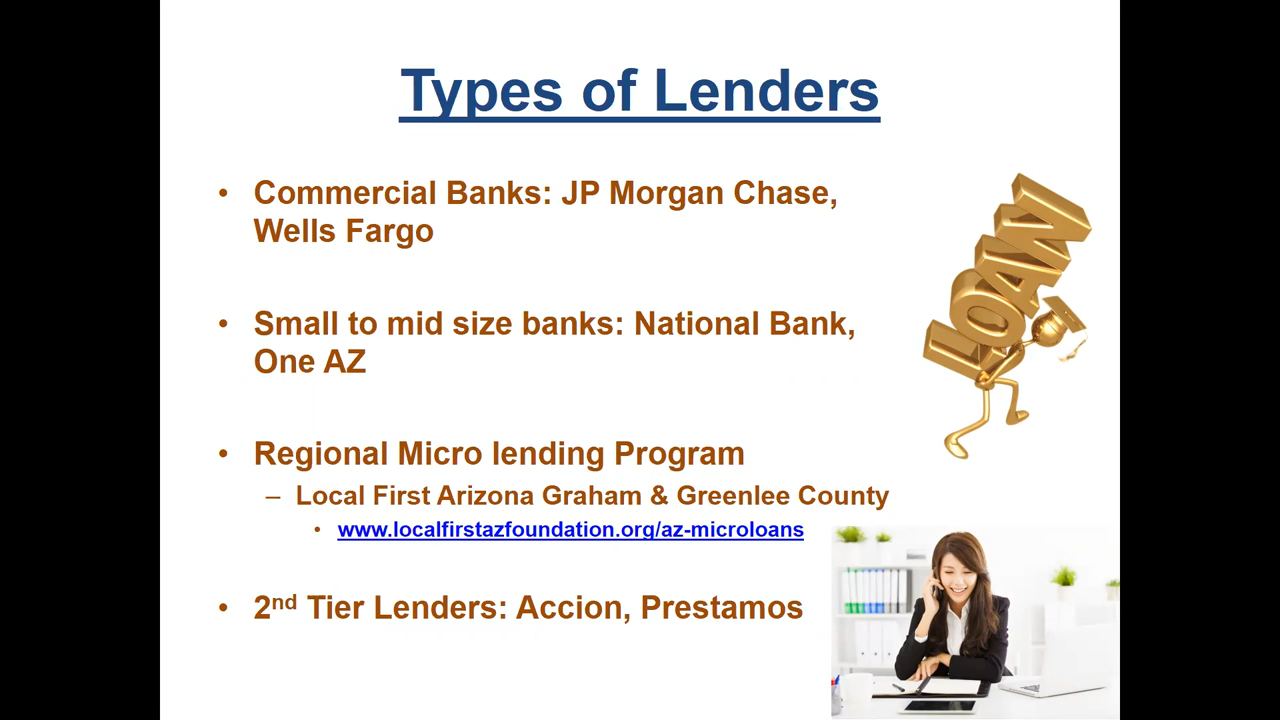 Types of Lenders
• Commercial Banks: JP Morgan Chase,
Wells Fargo
• Small to mid size banks: National Bank,
One AZ
• Regional Micro lending Program
– Local First Arizona Graham & Greenlee County
• www.localfirstazfoundation.org/az-microloans
• 2nd Tier Lenders: Accion, Prestamos
LOAN